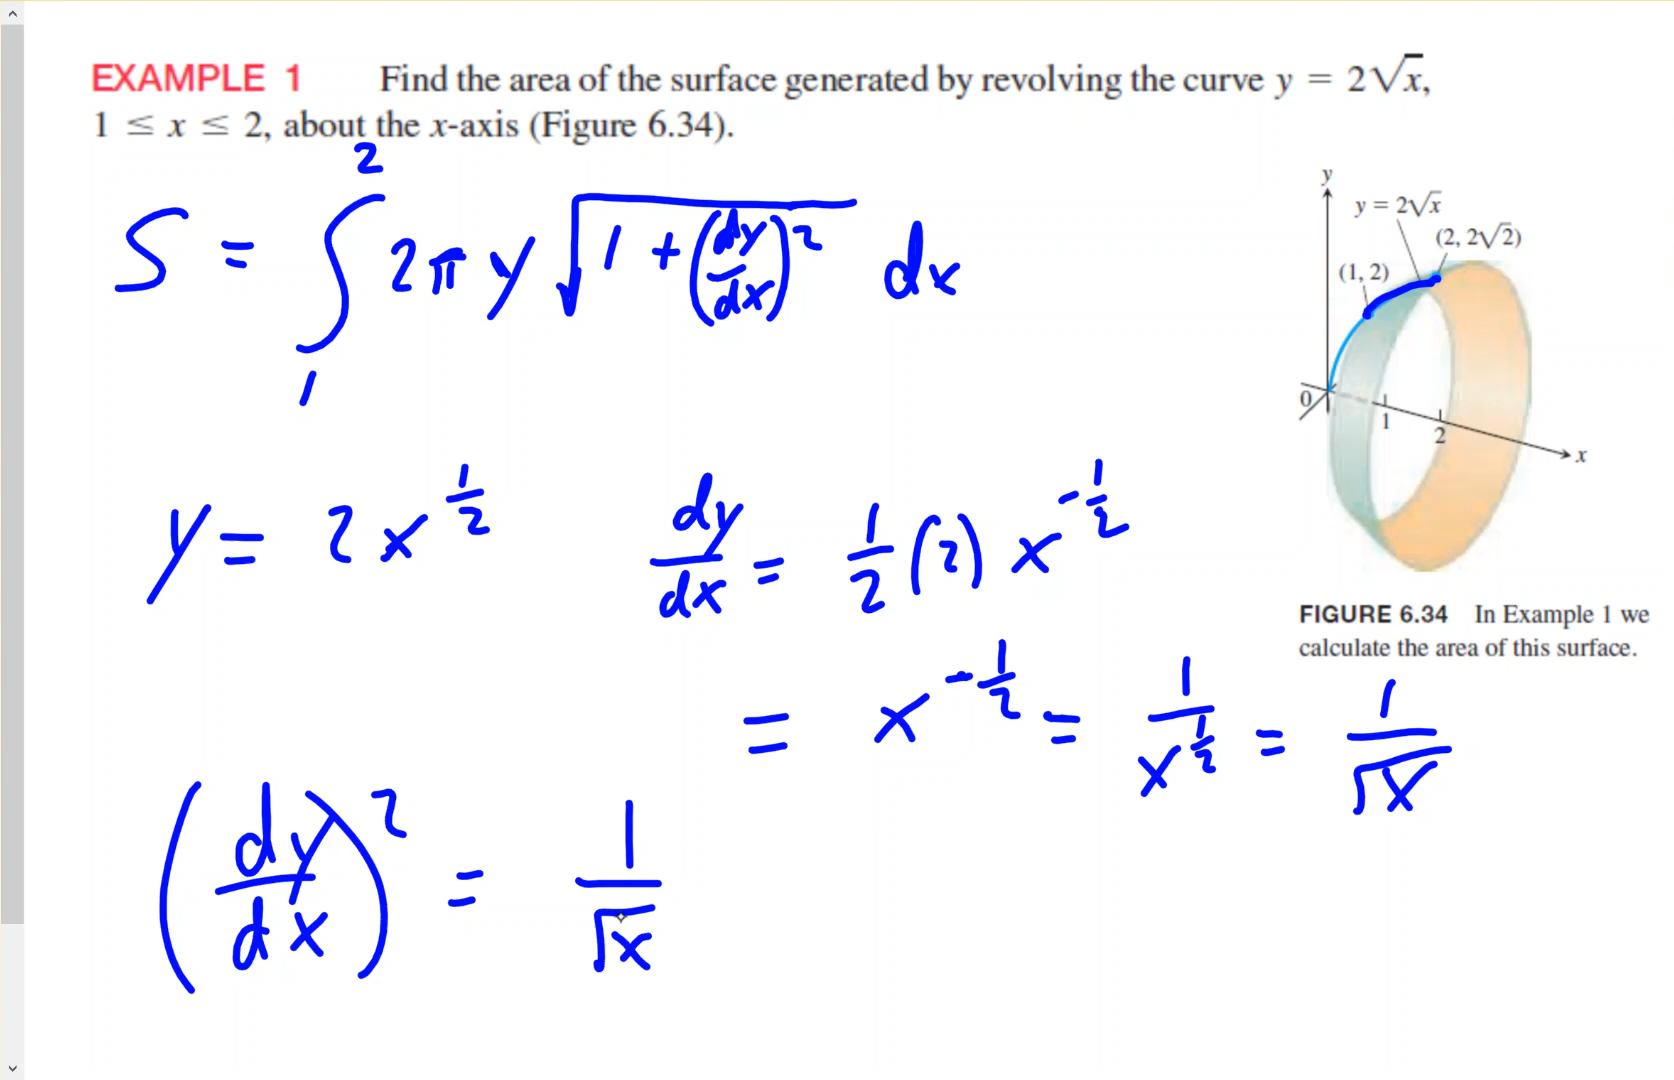 EXAMPLE 1 Find the area of the surface generated by revolving the curve y = 2√x,
1 ≤ x ≤ 2, about the x-axis (Figure 6.34).
S = ∫₁² 2π y √(1 + (dy/dx)²) dx
y = 2x^(1/2)
dy/dx = 1/2 (2) x^(-1/2)
= x^(-1/2) = 1/x^(1/2) = 1/√x
(dy/dx)² = 1/√x
y
y = 2√x
(2, 2√2)
(1, 2)
0
1
2
x
FIGURE 6.34 In Example 1 we
calculate the area of this surface.